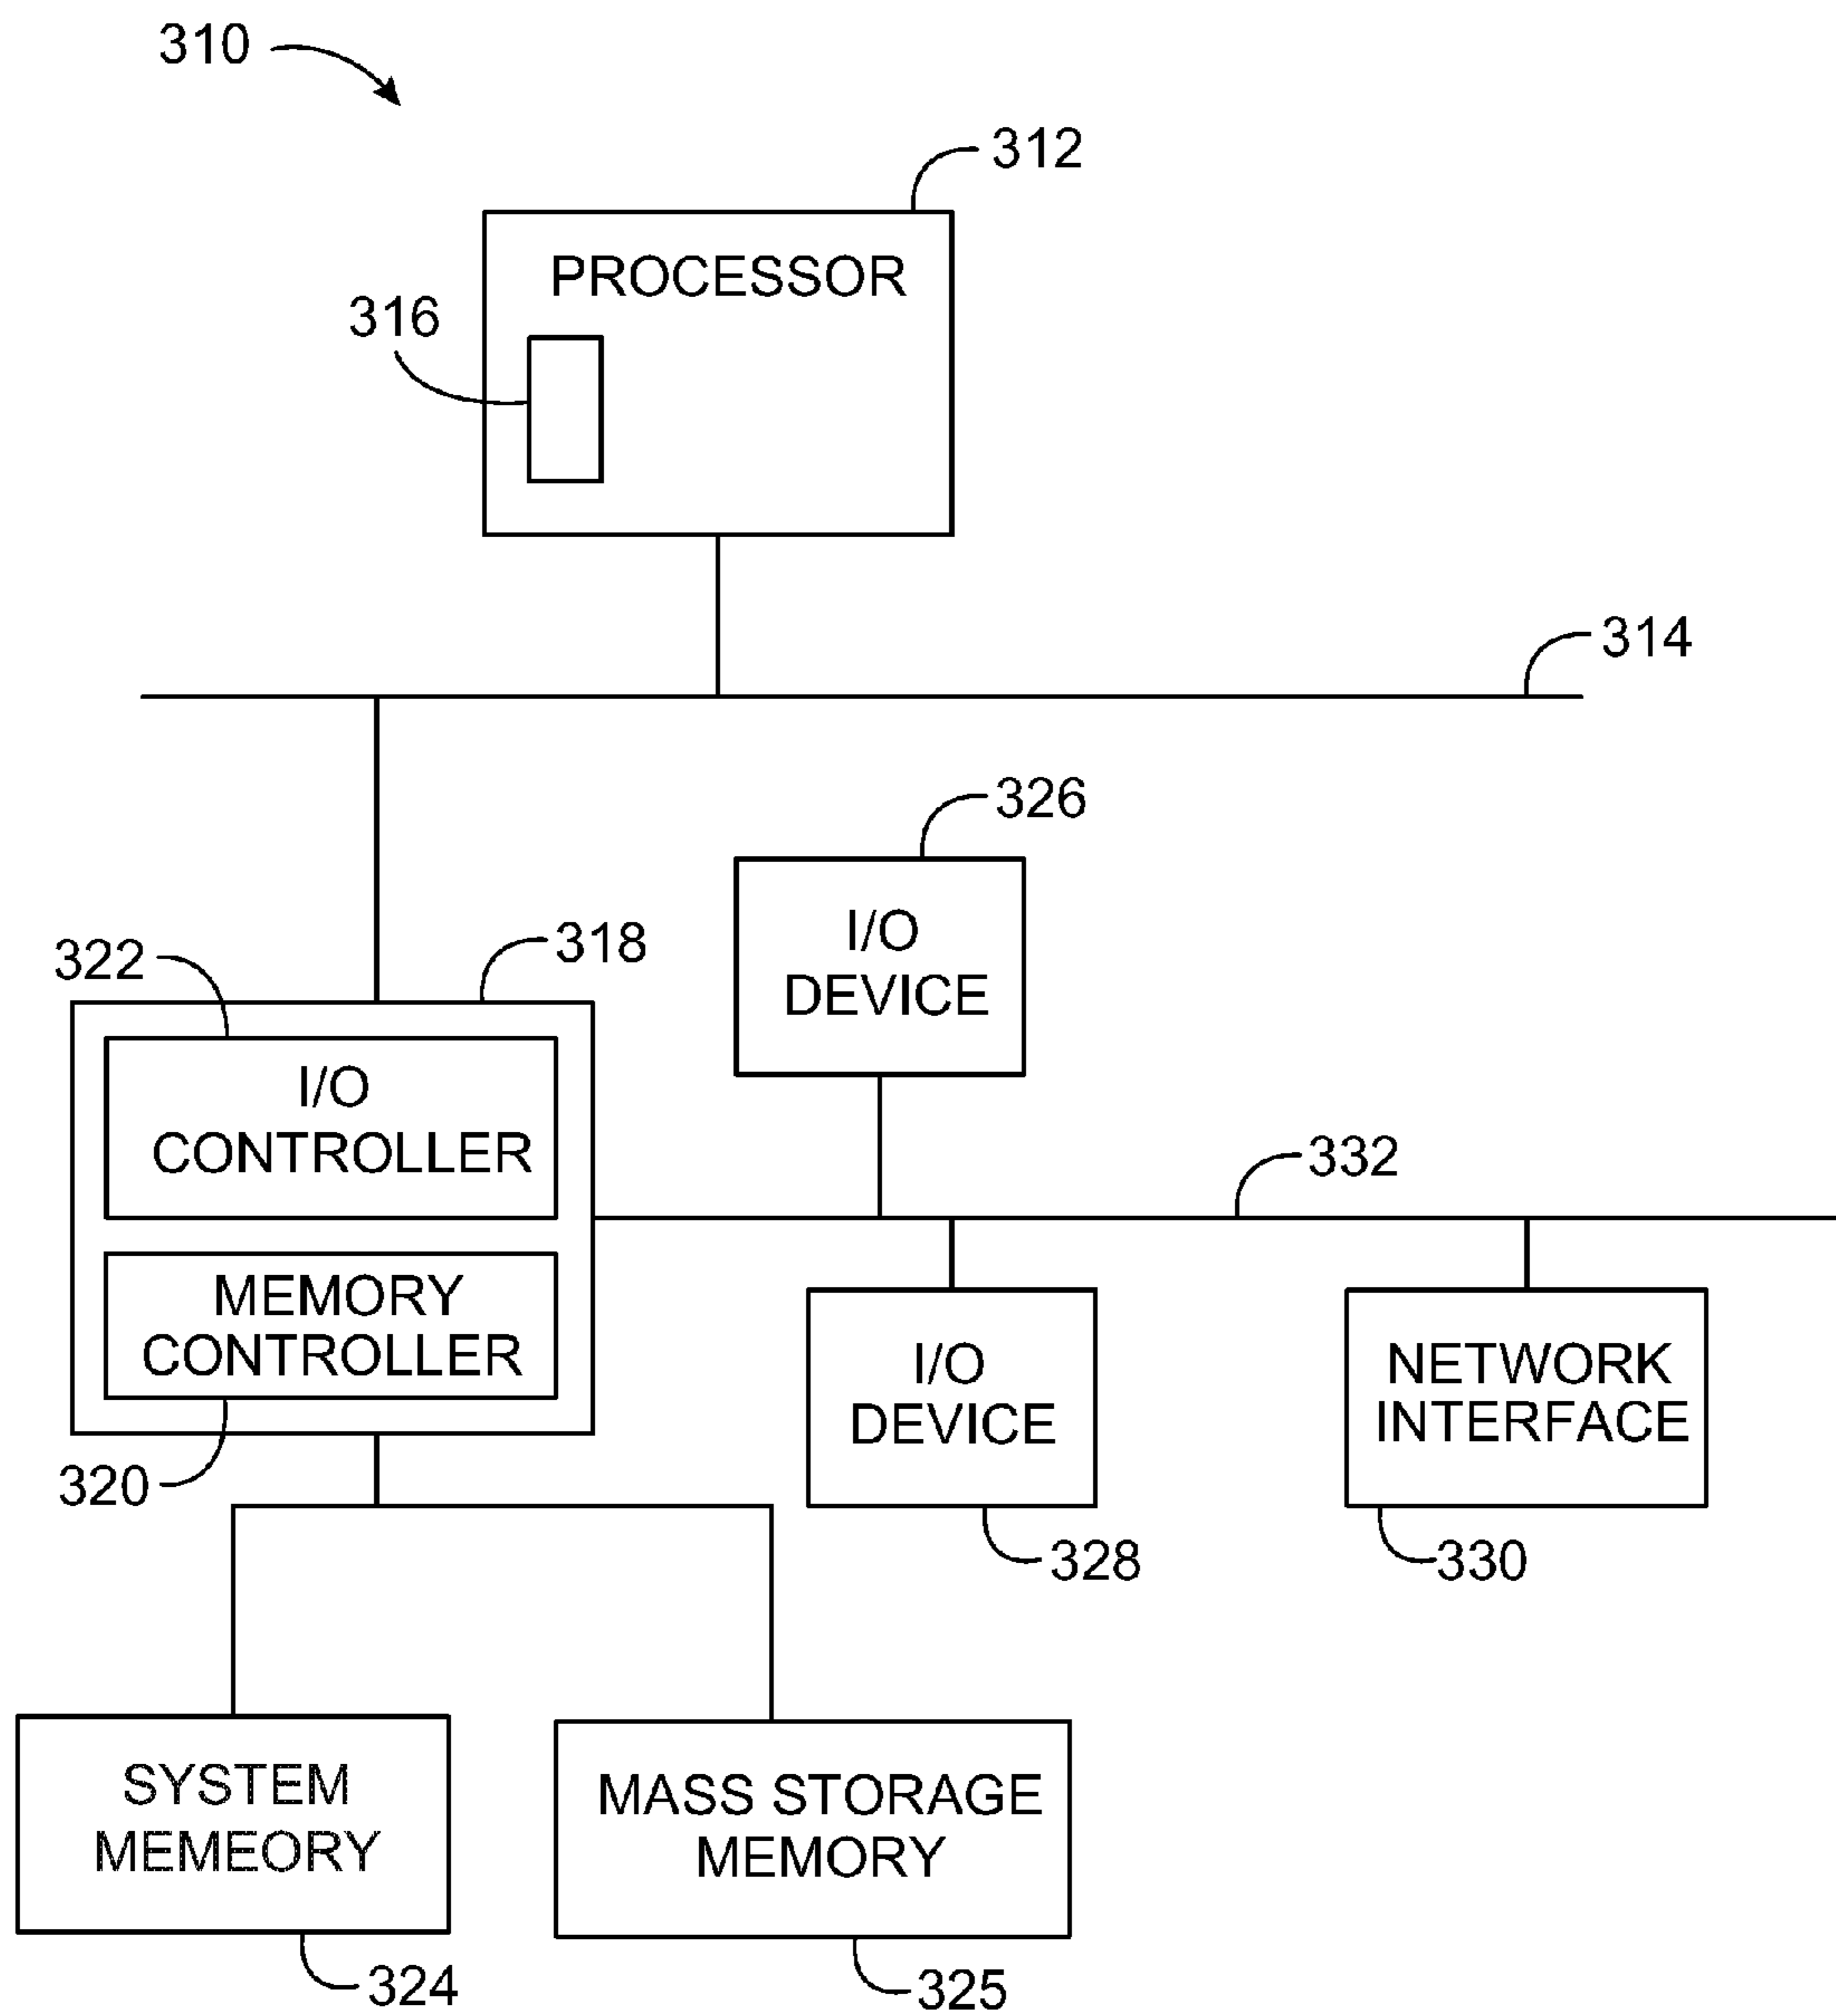 310
312
PROCESSOR
316
314
326
I/O
DEVICE
322
318
I/O
CONTROLLER
332
MEMORY
CONTROLLER
320
I/O
DEVICE
328
NETWORK
INTERFACE
330
SYSTEM
MEMEORY
324
MASS STORAGE
MEMORY
325